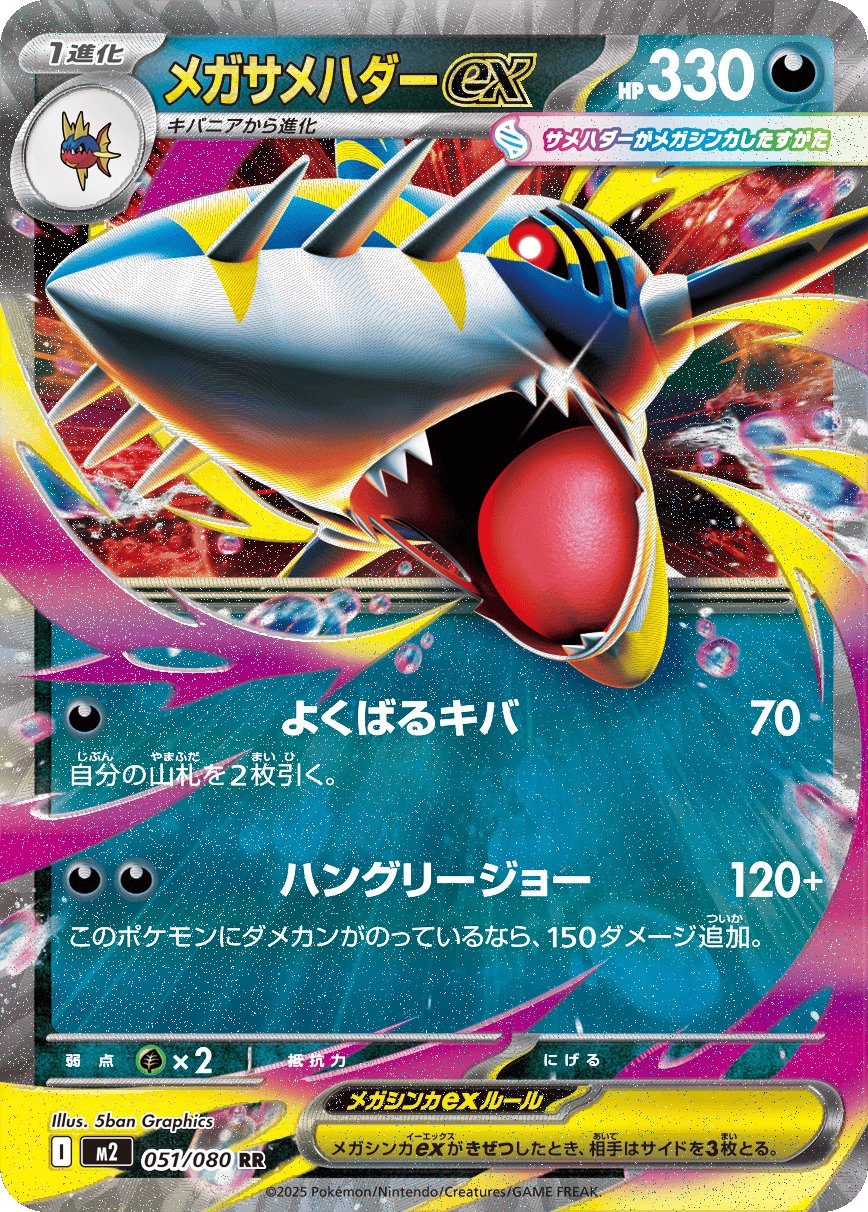 1進化
メガサメハダーex
HP330
キバニアから進化
サメハダーがメガシンカしたすがた
よくばるキバ 70
自分の山札を2枚引く。
ハングリージョー 120+
このポケモンにダメカンがのっているなら、150ダメージ追加。
弱点 ×2 抵抗力 にげる
メガシンカexルール
メガシンカexがきぜつしたとき、相手はサイドを3枚とる。
Illus. 5ban Graphics
I M2 051/080 RR
©2025 Pokémon/Nintendo/Creatures/GAME FREAK.